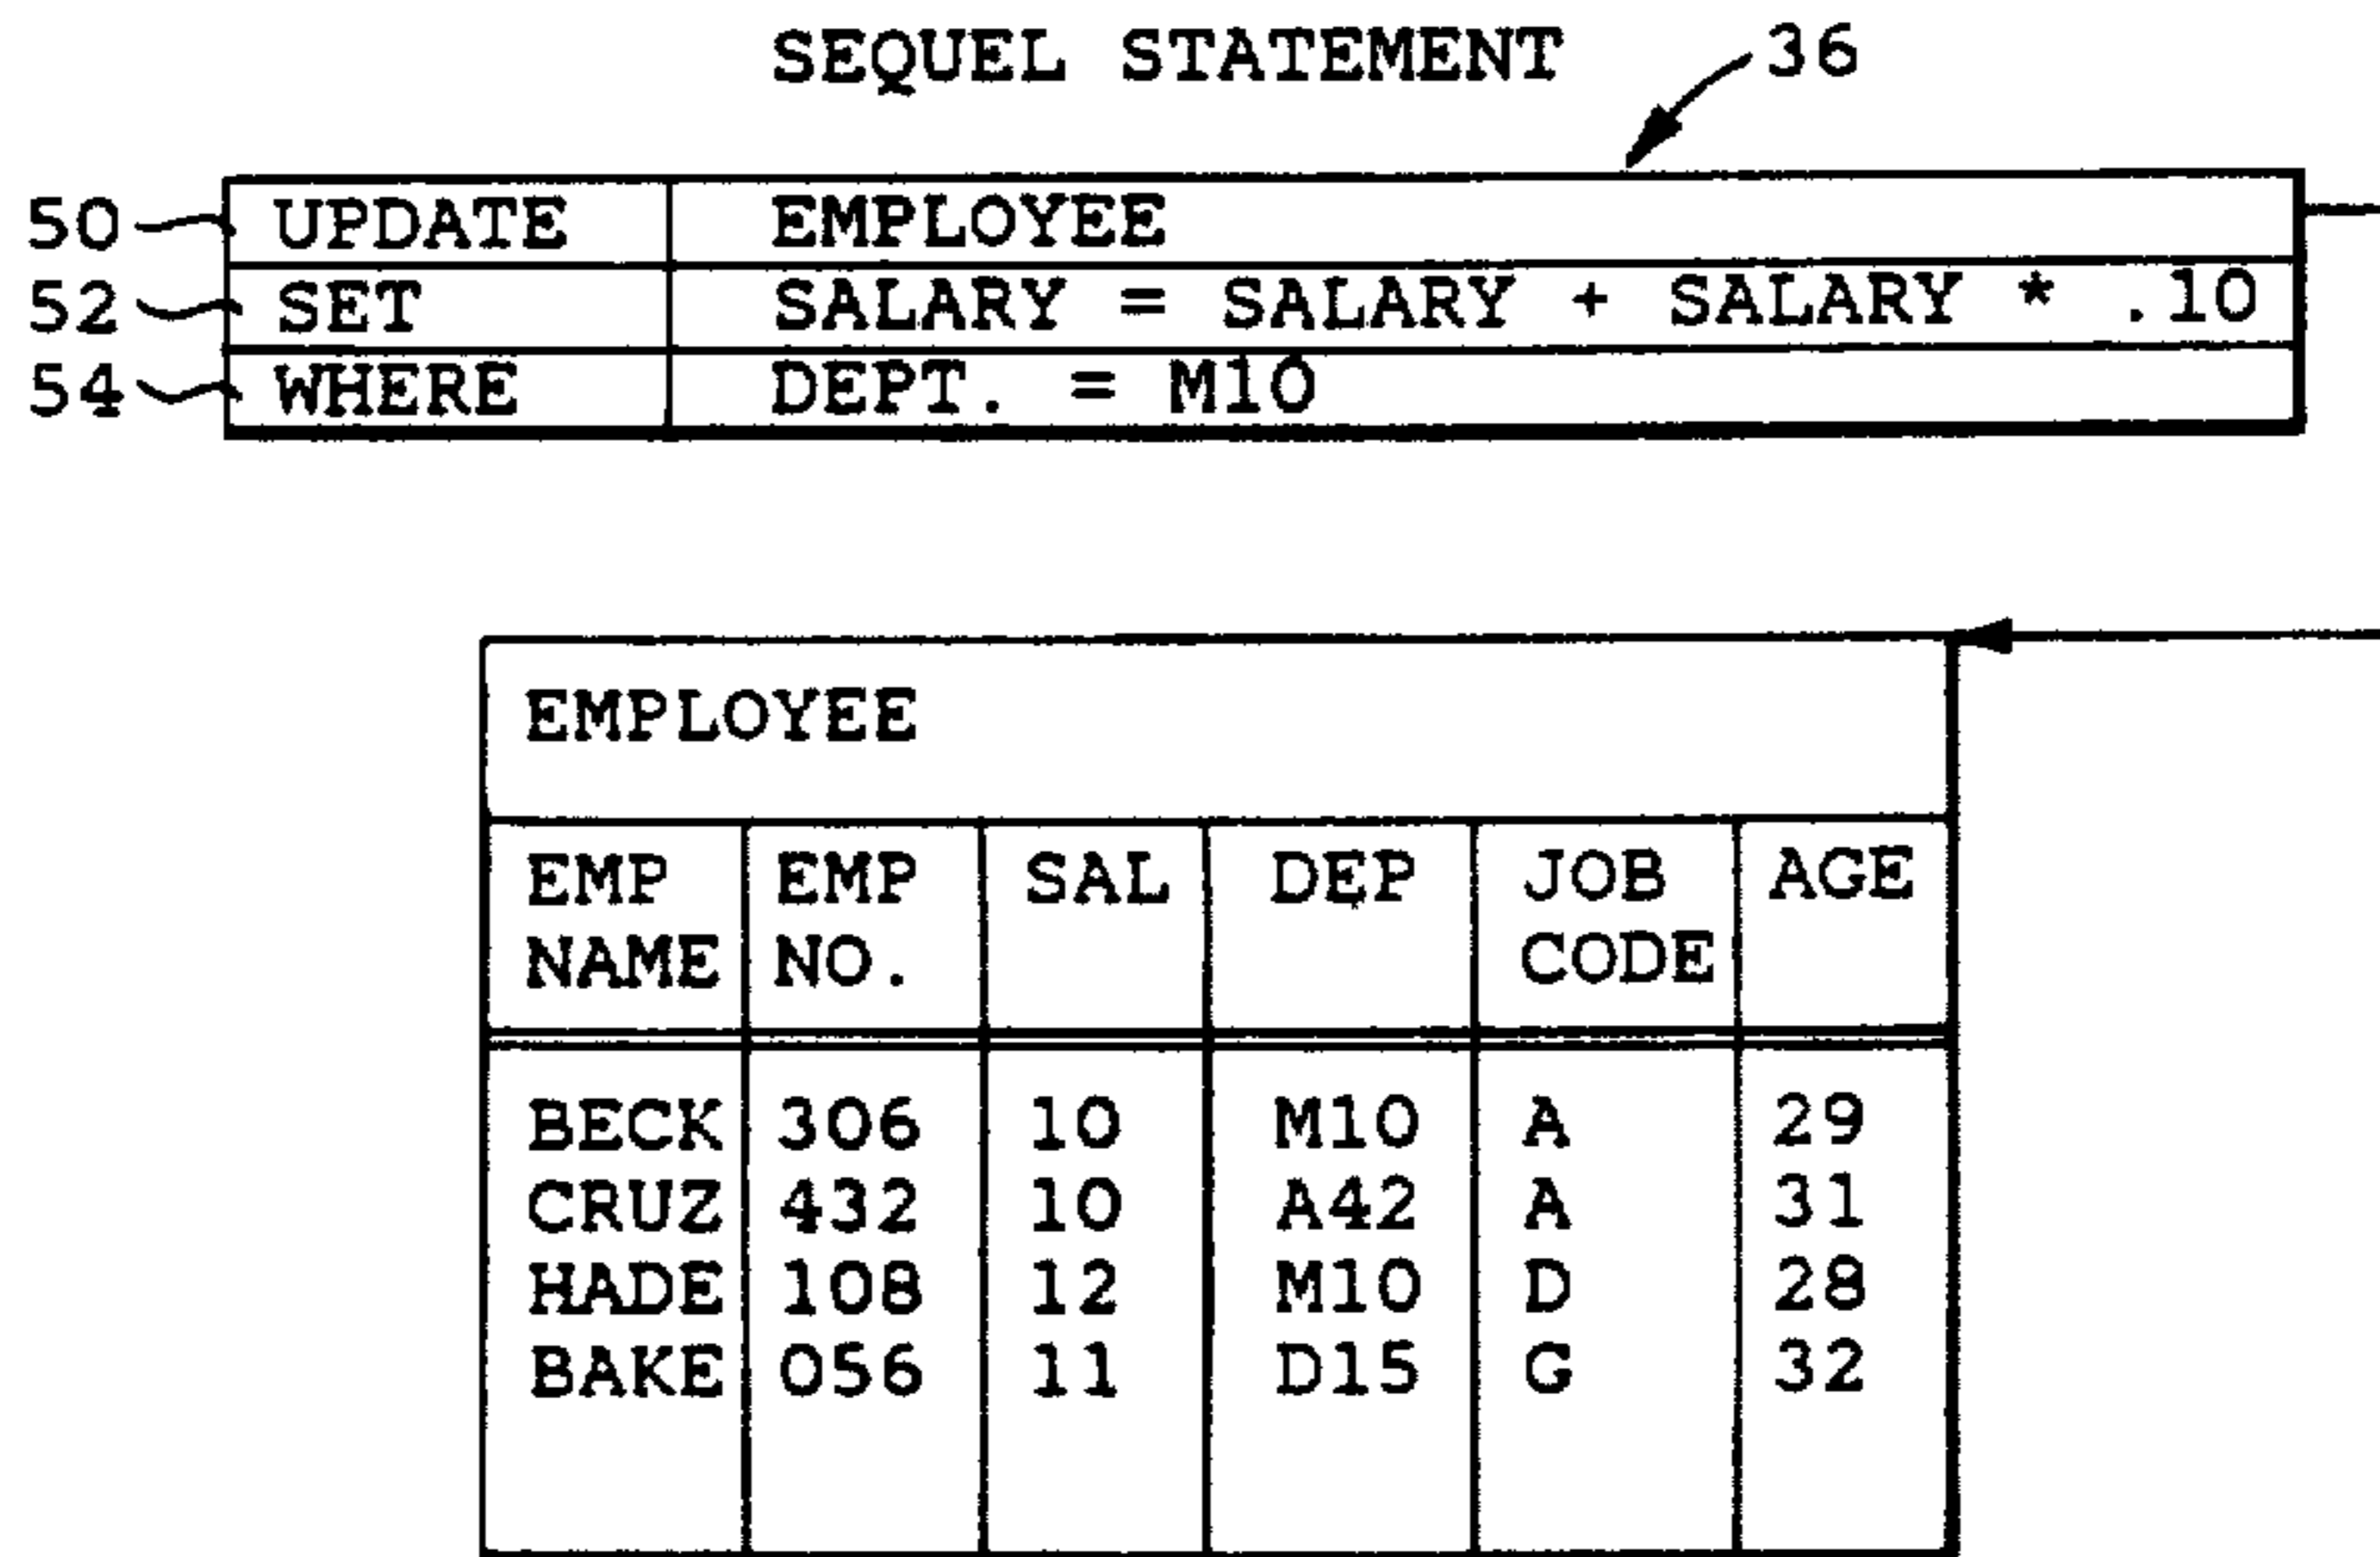 SEQUEL STATEMENT 36
50 UPDATE EMPLOYEE
52 SET SALARY = SALARY + SALARY * .10
54 WHERE DEPT. = M10
EMPLOYEE
EMP EMP SAL DEP JOB AGE
NAME NO. CODE
BECK 306 10 M10 A 29
CRUZ 432 10 A42 A 31
HADE 108 12 M10 D 28
BAKE 056 11 D15 G 32